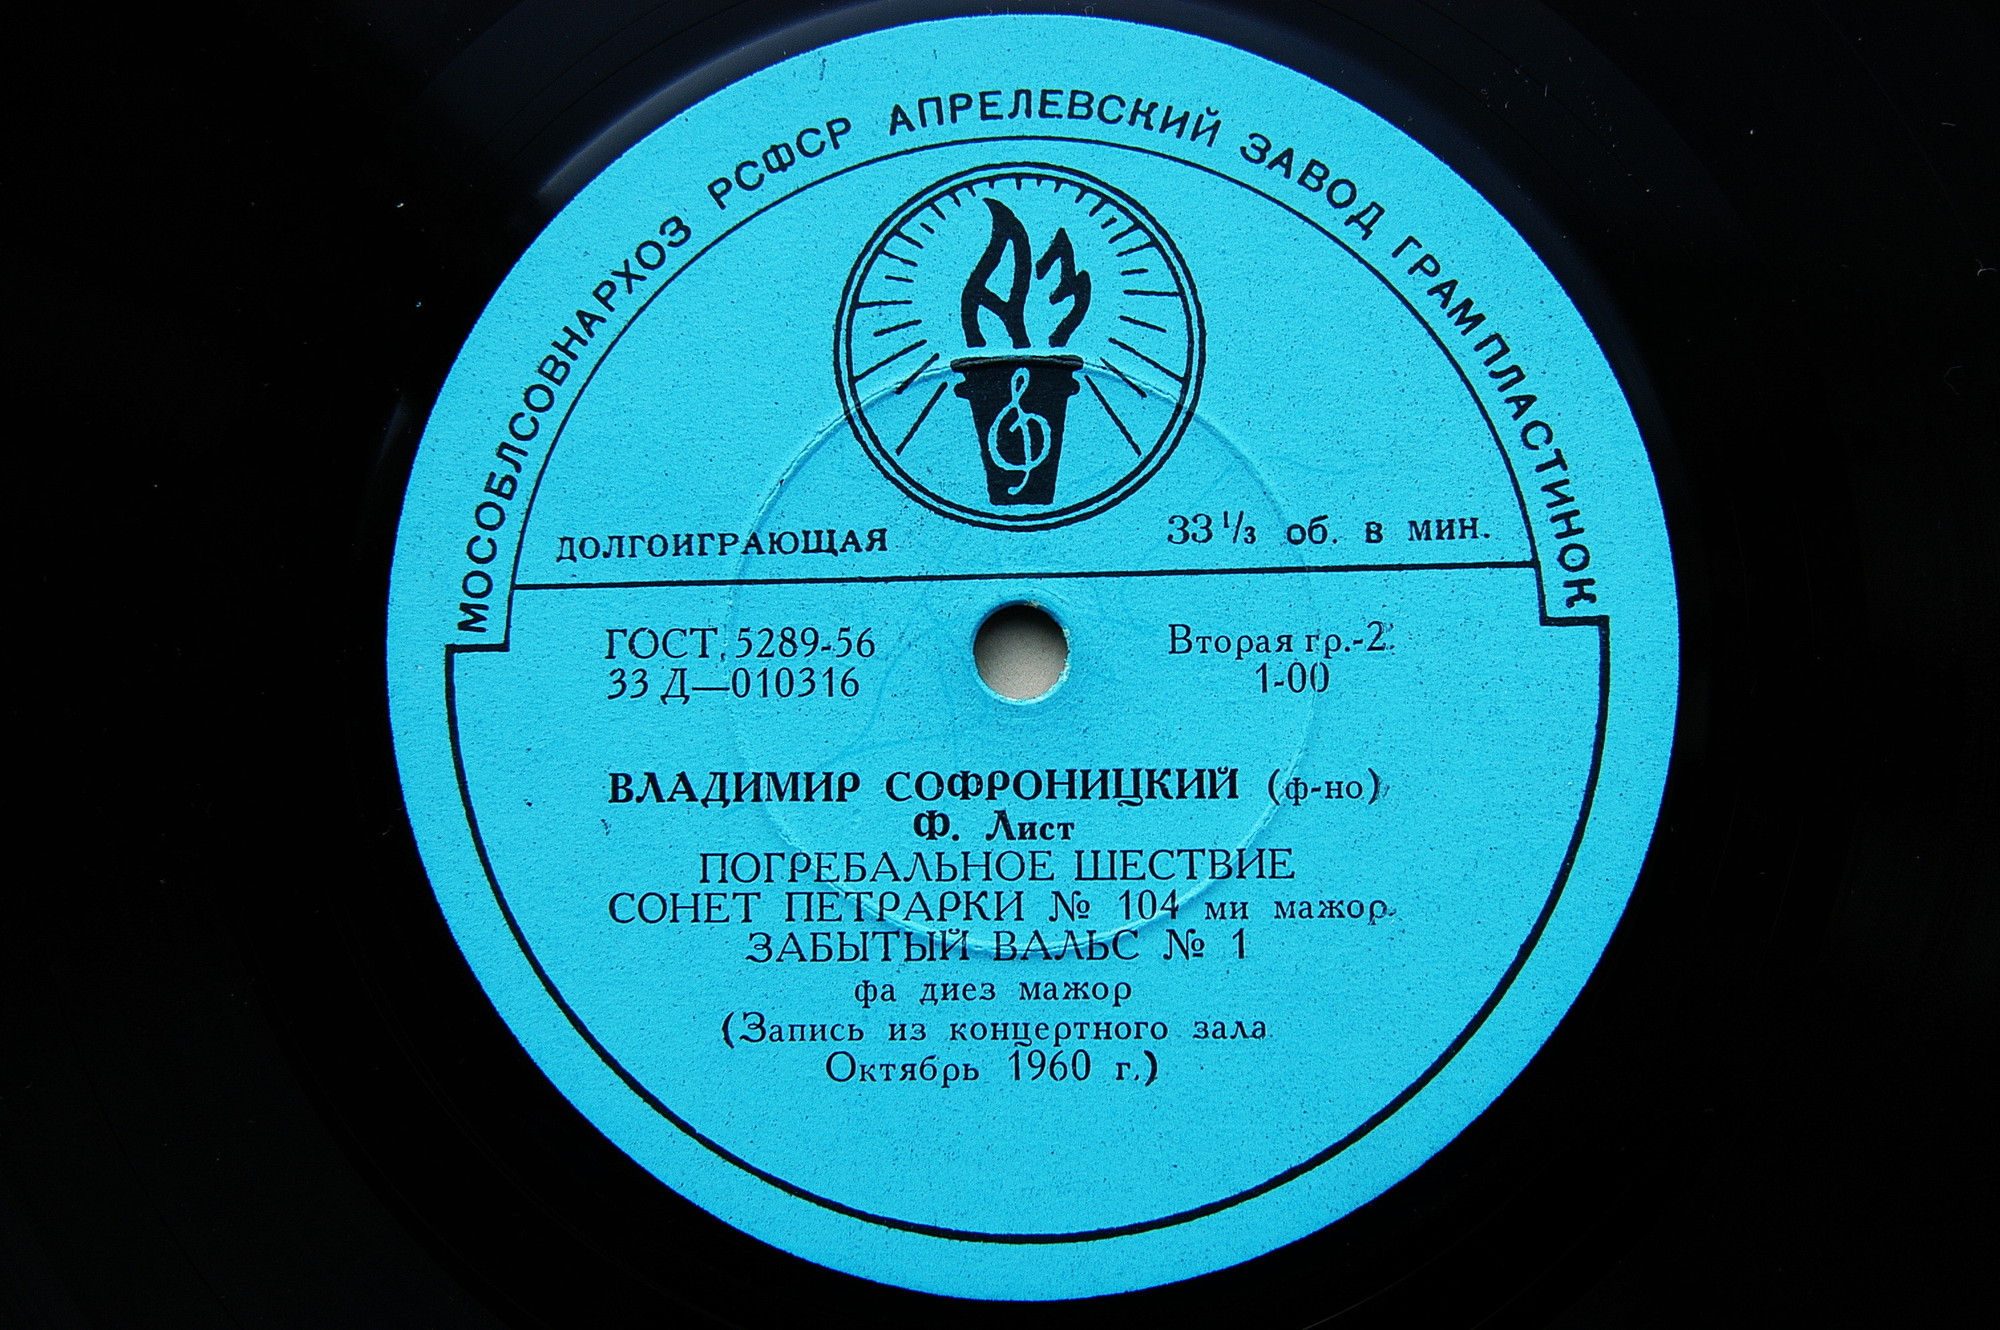 МОСОБЛСОВНАРХОЗ РСФСР АПРЕЛЕВСКИЙ ЗАВОД ГРАМПЛАСТИНОК
АЗ
ДОЛГОИГРАЮЩАЯ 33 1/3 об. в мин.
ГОСТ 5289-56 Вторая гр.-2
33 Д—010316 1-00
ВЛАДИМИР СОФРОНИЦКИЙ (ф-но)
Ф. Лист
ПОГРЕБАЛЬНОЕ ШЕСТВИЕ
СОНЕТ ПЕТРАРКИ № 104 ми мажор
ЗАБЫТЫЙ ВАЛЬС № 1
фа диез мажор
(Запись из концертного зала
Октябрь 1960 г.)